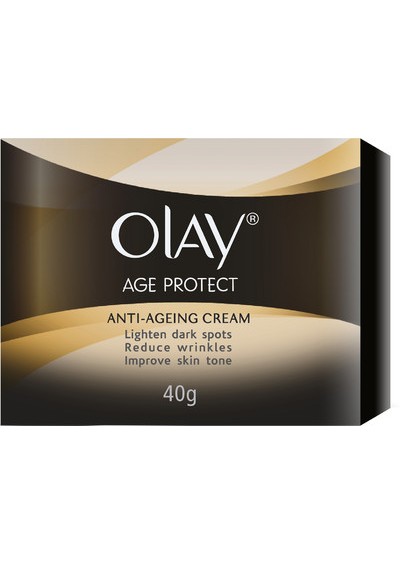 OLAY®
AGE PROTECT
ANTI-AGEING CREAM
Lighten dark spots
Reduce wrinkles
Improve skin tone
40g